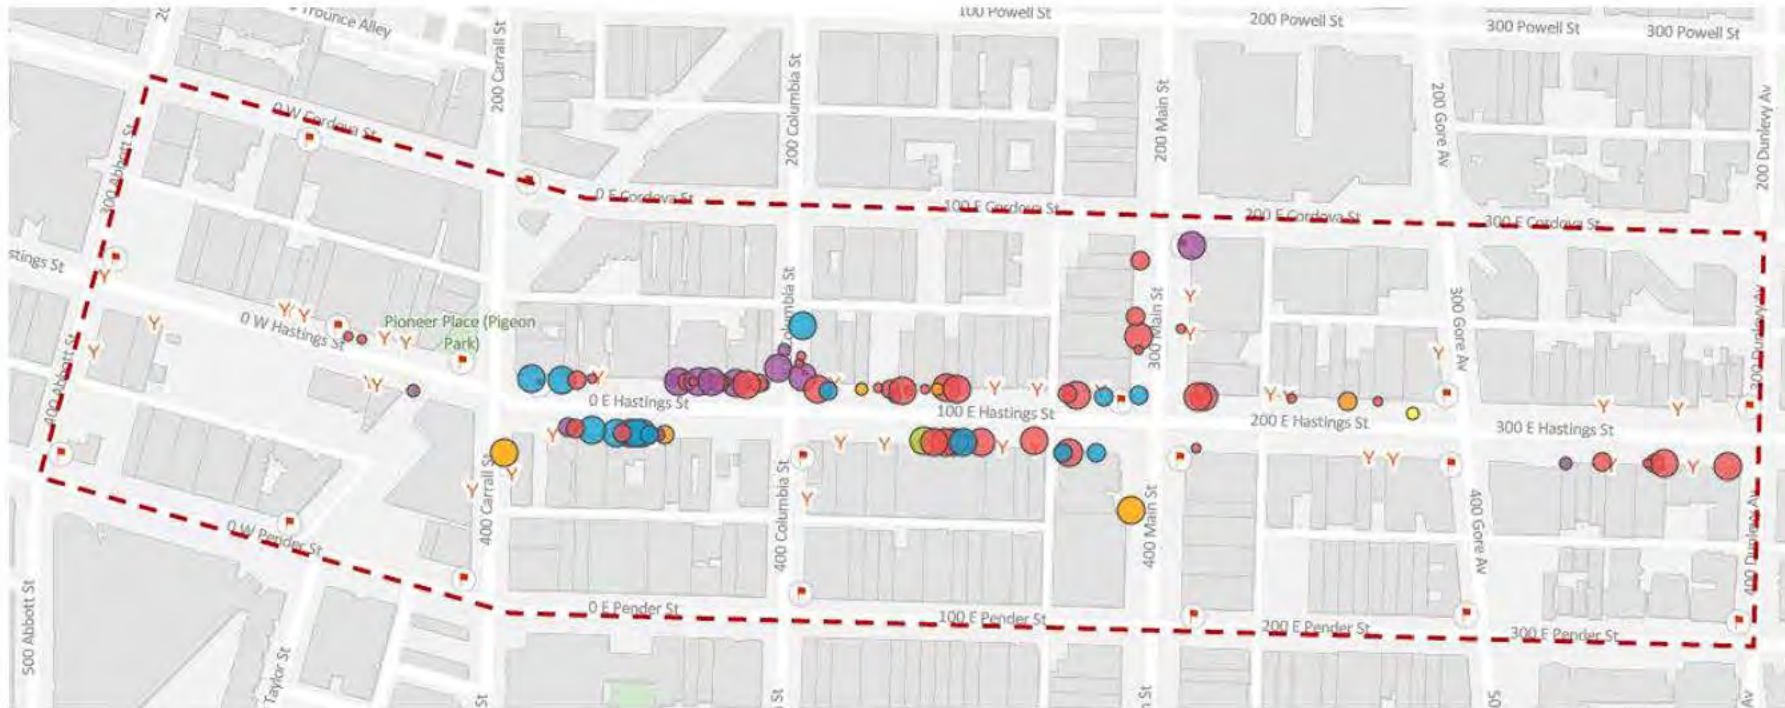 Trounce Alley
100 Powell St
200 Powell St
300 Powell St
300 Powell St
200 Carrall St
200 Columbia St
200 Main St
200 Gore Av
200 Dunlevy Av
0 W Cordova St
0 E Cordova St
100 E Cordova St
200 E Cordova St
300 E Cordova St
300 Abbott St
stings St
0 W Hastings St
Pioneer Place (Pigeon
Park)
Columbia St
300 Main St
300 Gore Av
300 Dunlevy Av
400 Abbott St
0 E Hastings St
100 E Hastings St
200 E Hastings St
300 E Hastings St
400 Carrall St
400 Columbia St
400 Main St
400 Gore Av
400 Dunlevy Av
0 W Pender St
0 E Pender St
100 E Pender St
200 E Pender St
300 E Pender St
500 Abbott St
Taylor St
St
St
St
50
Av